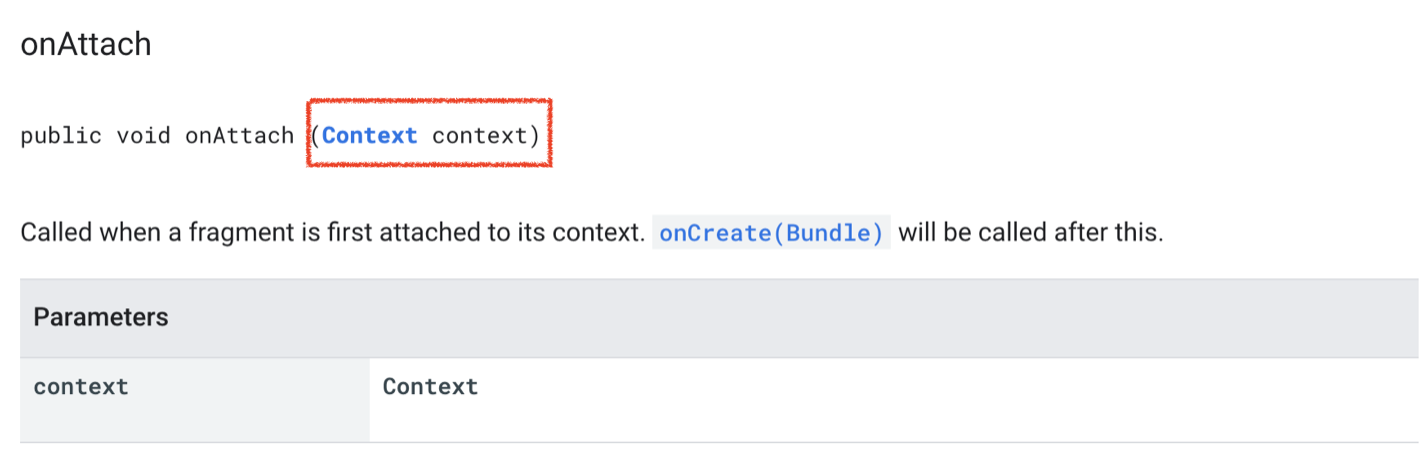 onAttach
public void onAttach (Context context)
Called when a fragment is first attached to its context. onCreate(Bundle) will be called after this.
Parameters
context Context